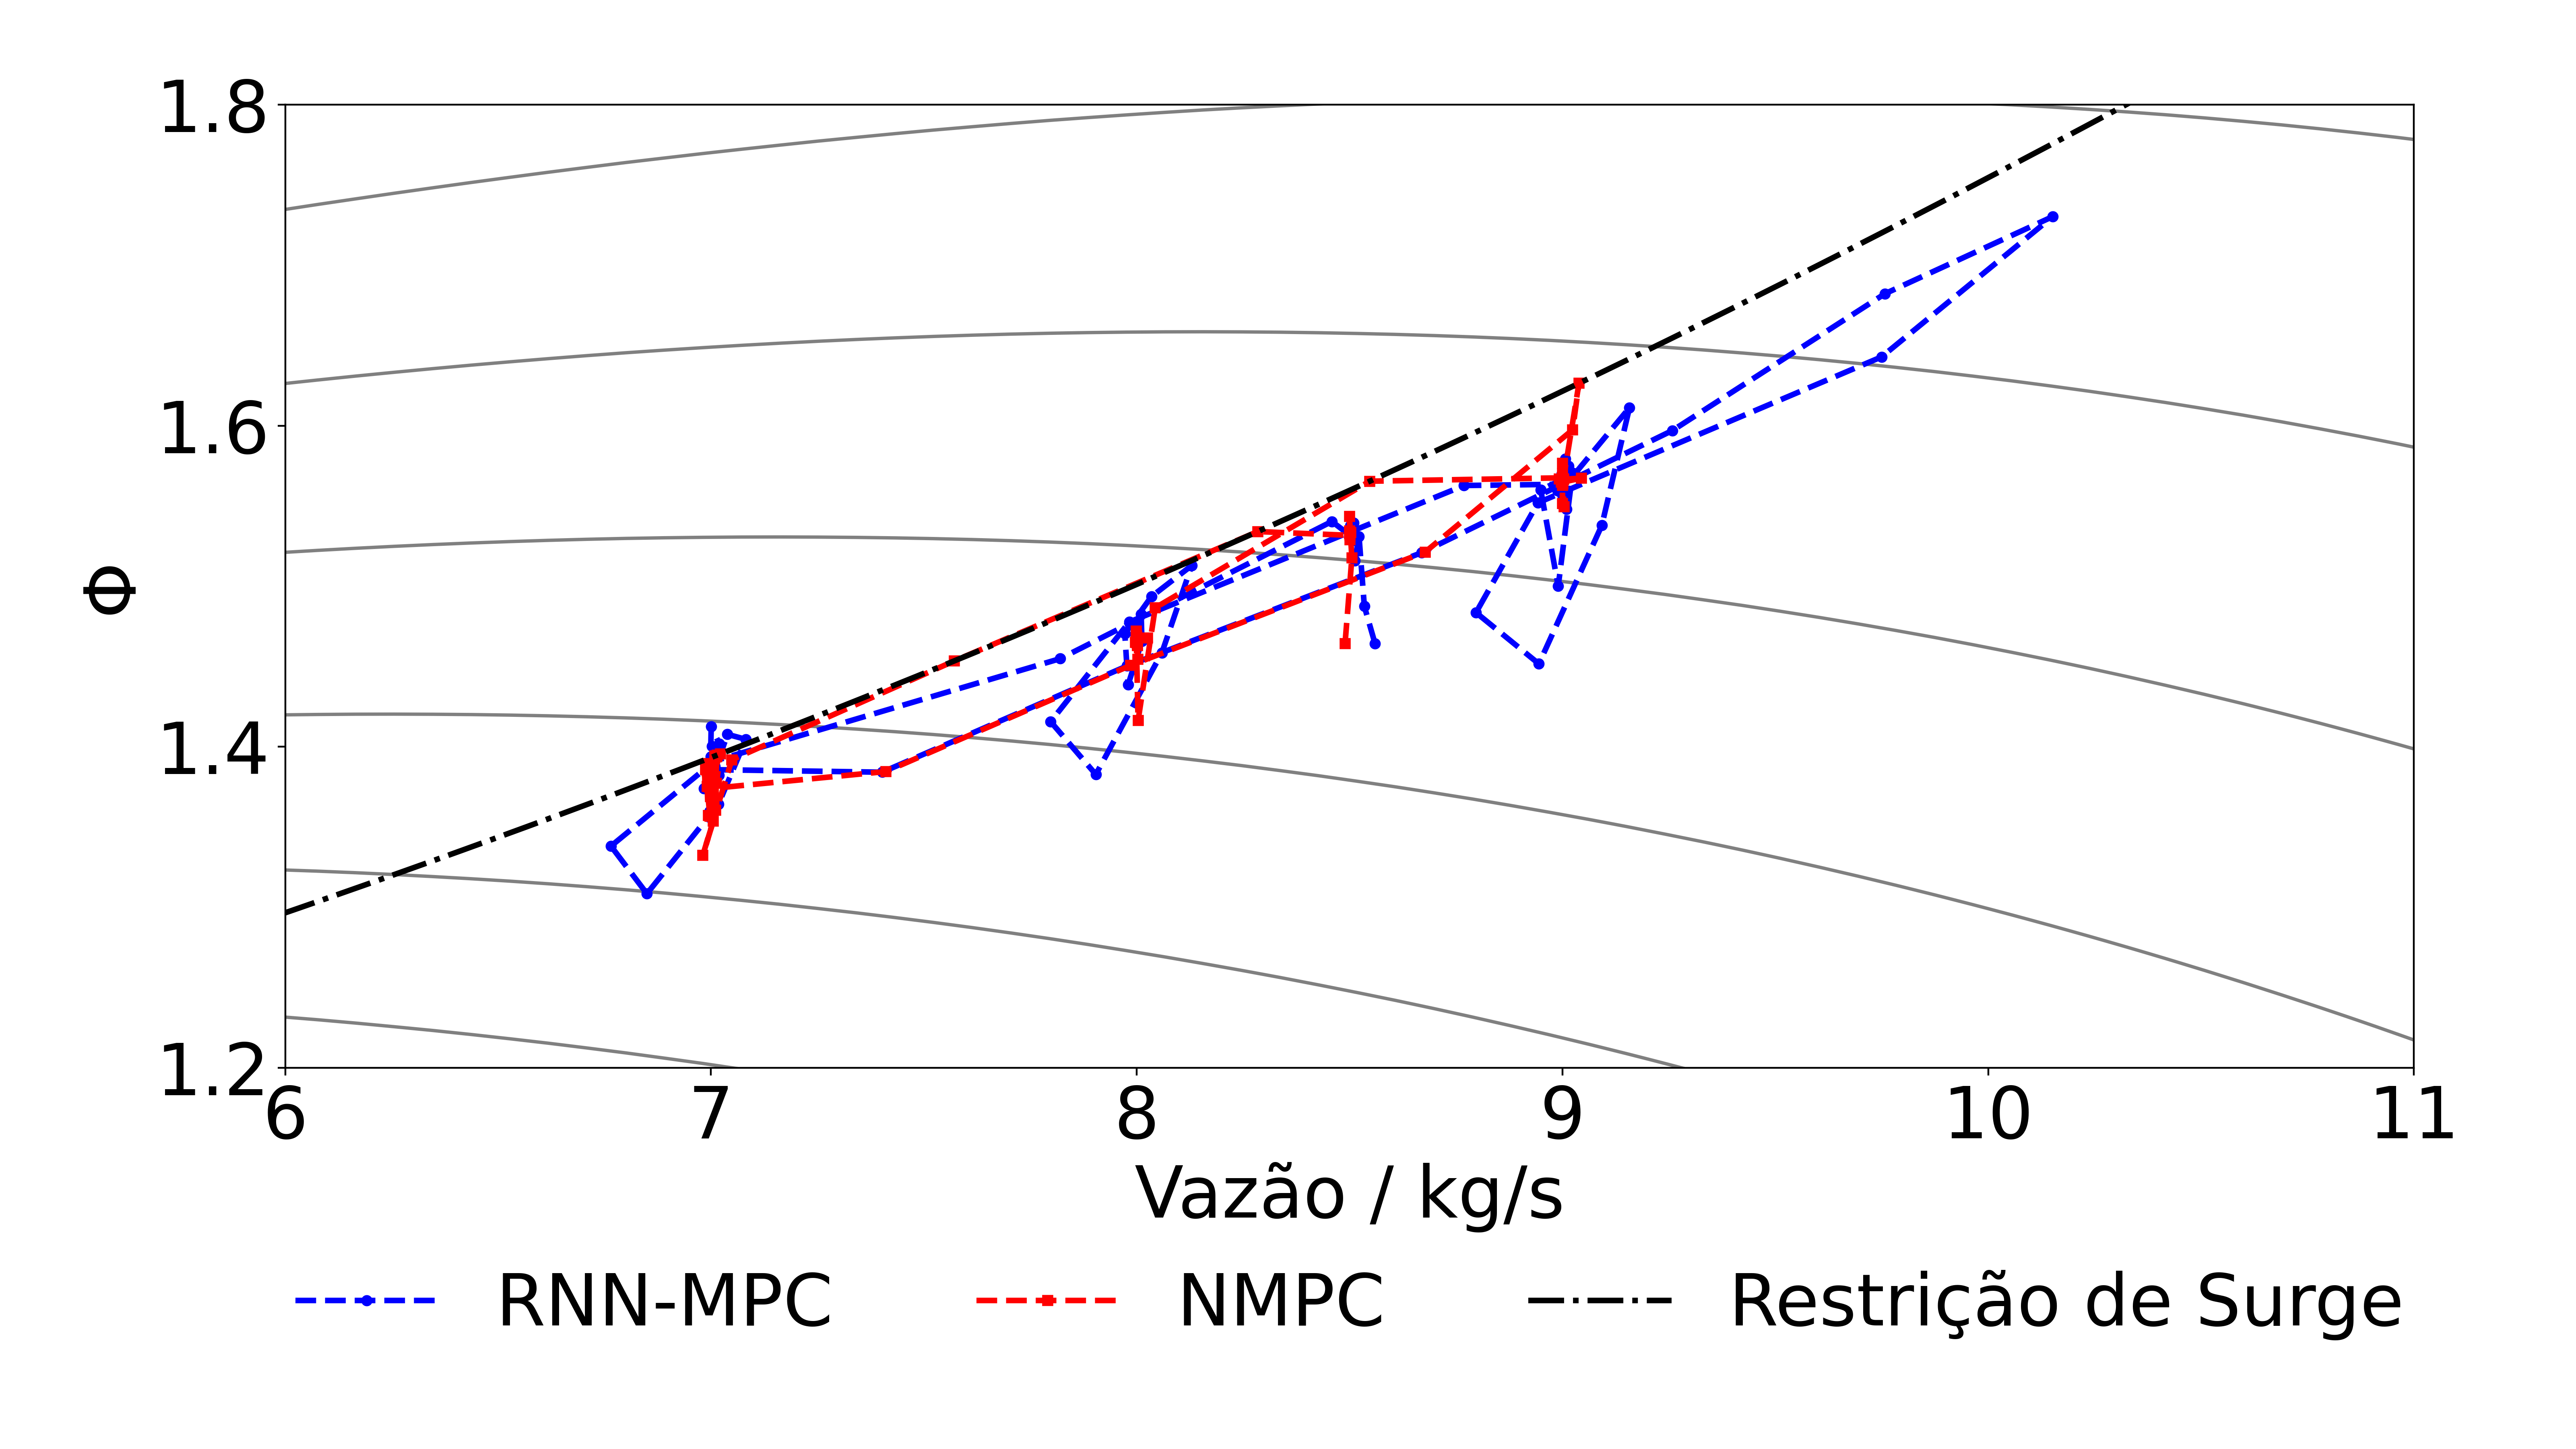 1.8
1.6
1.4
1.2
Φ
6 7 8 9 10 11
Vazão / kg/s
RNN-MPC NMPC Restrição de Surge